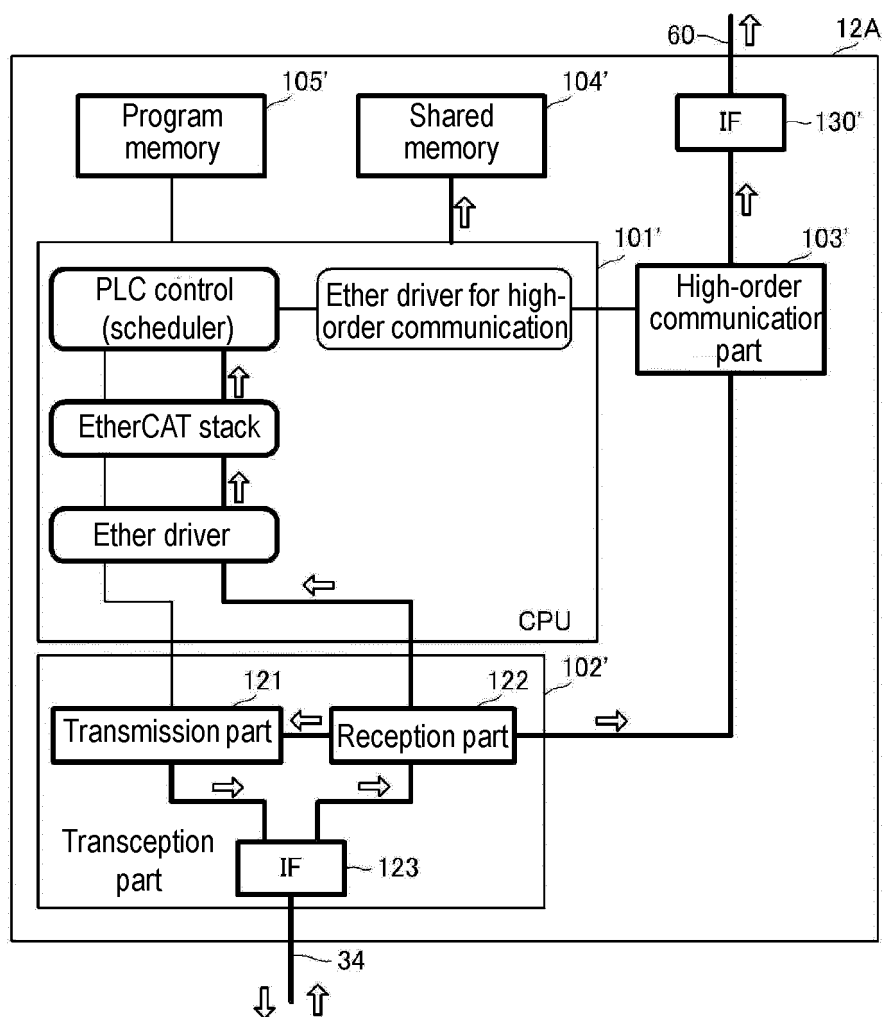 60
12A
105’
Program
memory
104’
Shared
memory
IF
130’
101’
103’
PLC control
(scheduler)
Ether driver for high-
order communication
High-order
communication
part
EtherCAT stack
Ether driver
CPU
102’
121
122
Transmission part
Reception part
Transception
part
IF
123
34